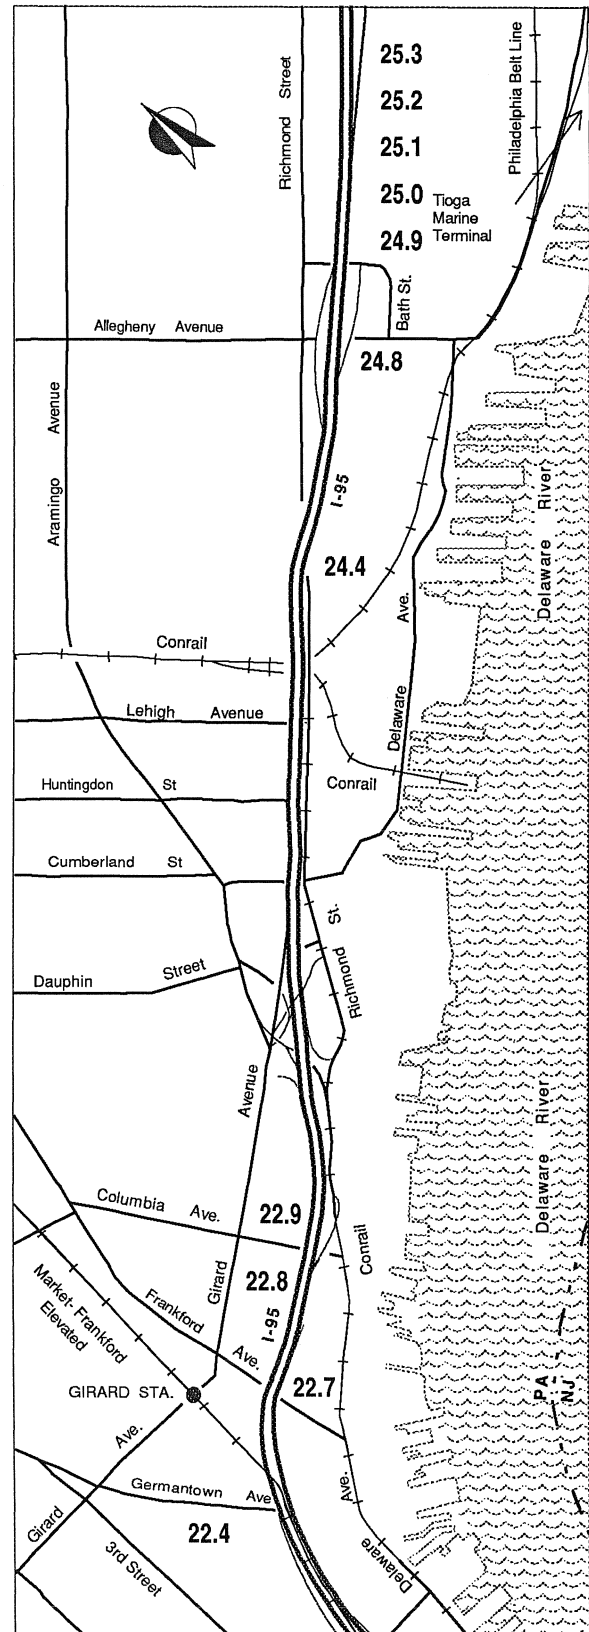 25.3
25.2
25.1
25.0
24.9
Richmond Street
Philadelphia Belt Line
Tioga
Marine
Terminal
Bath St.
Allegheny Avenue
24.8
Aramingo Avenue
I-95
Delaware River
24.4
Delaware Ave.
Conrail
Lehigh Avenue
Conrail
Huntingdon St
Cumberland St
Richmond St.
Dauphin Street
Girard Avenue
Delaware River
Columbia Ave.
22.9
Conrail
22.8
I-95
Market-Frankford
Elevated
Frankford Ave.
22.7
PA
NJ
GIRARD STA.
Girard Ave.
Germantown Ave
22.4
3rd Street
Delaware Ave.